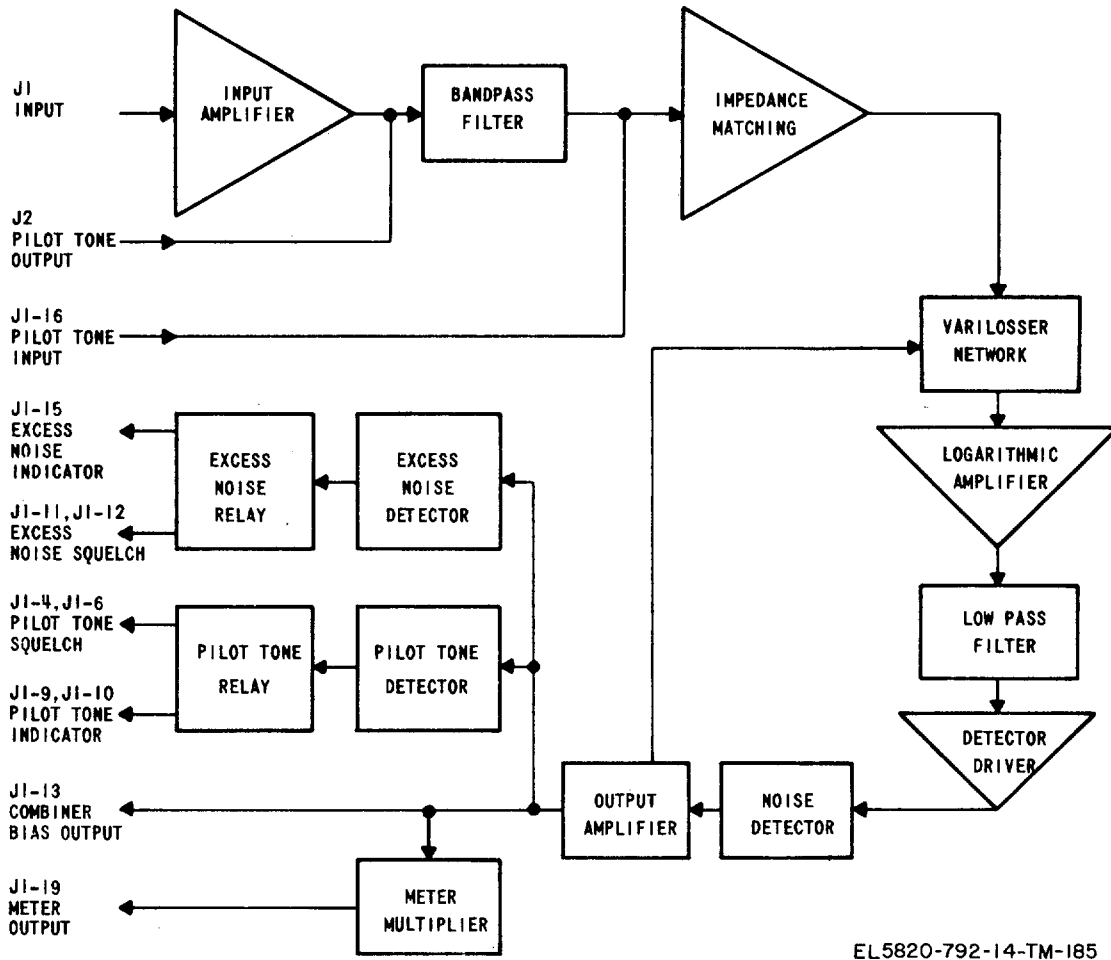 J1
INPUT
INPUT
AMPLIFIER
BANDPASS
FILTER
IMPEDANCE
MATCHING
J2
PILOT TONE
OUTPUT
J1-16
PILOT TONE
INPUT
VARILOSSER
NETWORK
J1-15
EXCESS
NOISE
INDICATOR
J1-11, J1-12
EXCESS
NOISE SQUELCH
EXCESS
NOISE
RELAY
EXCESS
NOISE
DETECTOR
LOGARITHMIC
AMPLIFIER
J1-4, J1-6
PILOT TONE
SQUELCH
J1-9, J1-10
PILOT TONE
INDICATOR
PILOT TONE
RELAY
PILOT TONE
DETECTOR
LOW PASS
FILTER
DETECTOR
DRIVER
J1-13
COMBINER
BIAS OUTPUT
OUTPUT
AMPLIFIER
NOISE
DETECTOR
J1-19
METER
OUTPUT
METER
MULTIPLIER
EL5820-792-14-TM-185